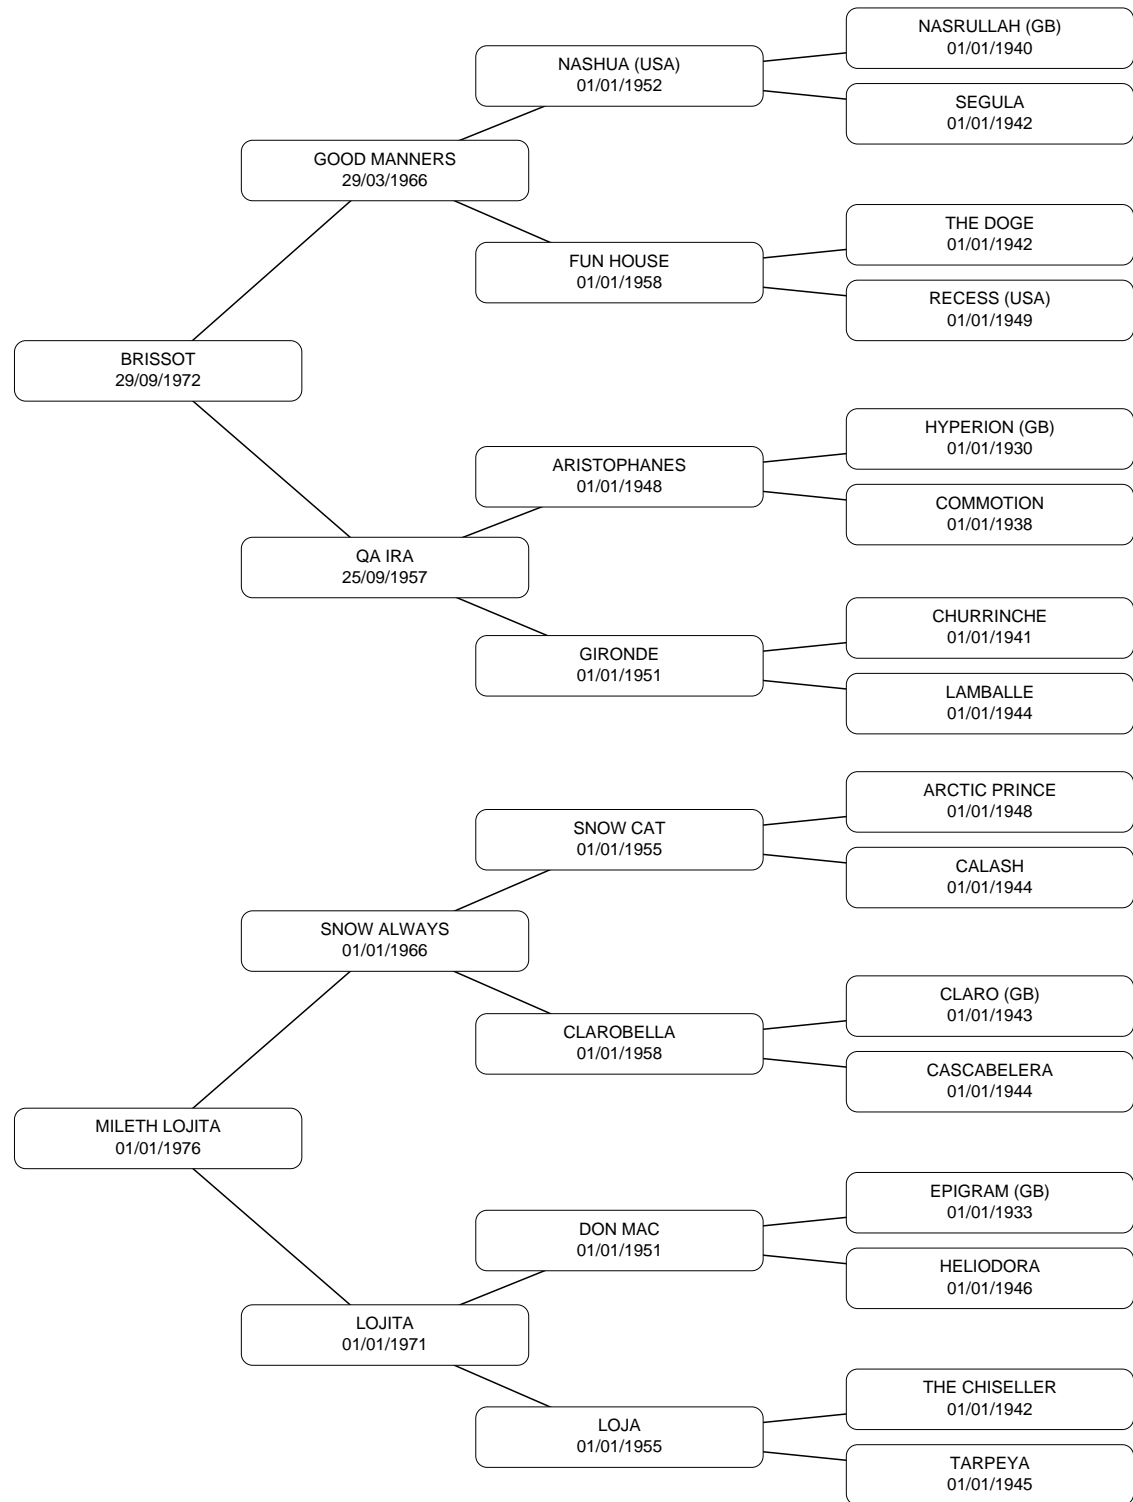 NASRULLAH (GB)
01/01/1940
NASHUA (USA)
01/01/1952
SEGULA
01/01/1942
GOOD MANNERS
29/03/1966
THE DOGE
01/01/1942
FUN HOUSE
01/01/1958
RECESS (USA)
01/01/1949
BRISSOT
29/09/1972
HYPERION (GB)
01/01/1930
ARISTOPHANES
01/01/1948
COMMOTION
01/01/1938
QA IRA
25/09/1957
CHURRINCHE
01/01/1941
GIRONDE
01/01/1951
LAMBALLE
01/01/1944
ARCTIC PRINCE
01/01/1948
SNOW CAT
01/01/1955
CALASH
01/01/1944
SNOW ALWAYS
01/01/1966
CLARO (GB)
01/01/1943
CLAROBELLA
01/01/1958
CASCABELERA
01/01/1944
MILETH LOJITA
01/01/1976
EPIGRAM (GB)
01/01/1933
DON MAC
01/01/1951
HELIODORA
01/01/1946
LOJITA
01/01/1971
THE CHISELLER
01/01/1942
LOJA
01/01/1955
TARPEYA
01/01/1945